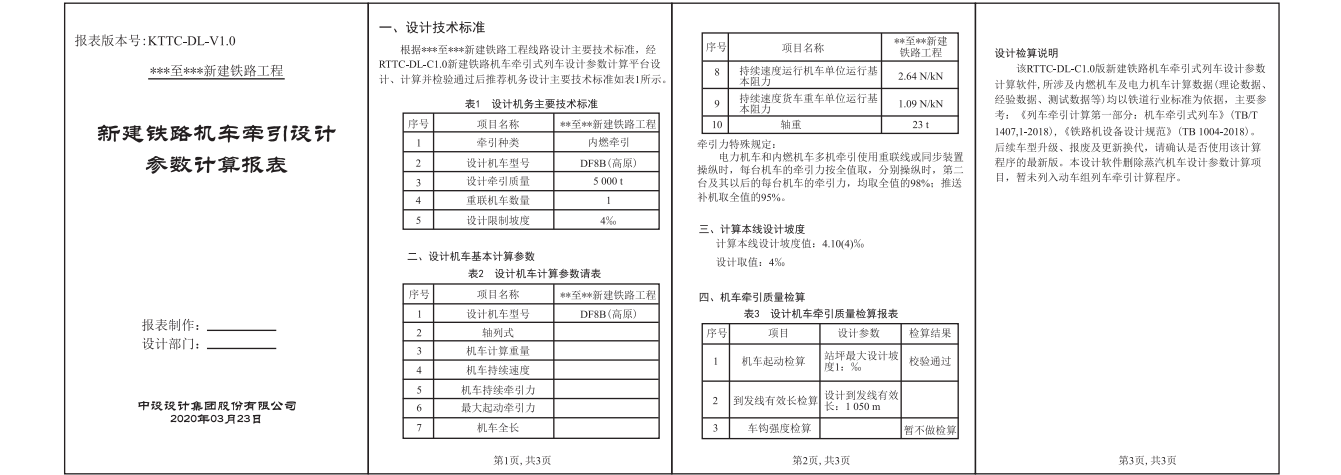 报表版本号:KTTC-DL-V1.0
***至***新建铁路工程
新建铁路机车牵引设计
参数计算报表
报表制作:
设计部门:
中设设计集团股份有限公司
2020年03月23日
一、设计技术标准
根据***至***新建铁路工程线路设计主要技术标准，经
RTTC-DL-C1.0新建铁路机车牵引式列车设计参数计算平台设
计、计算并检验通过后推荐机务设计主要技术标准如表1所示。
表1 设计机务主要技术标准
序号 项目名称 **至**新建铁路工程
1 牵引种类 内燃牵引
2 设计机车型号 DF8B(高原)
3 设计牵引质量 5 000 t
4 重联机车数量 1
5 设计限制坡度 4‰
二、设计机车基本计算参数
表2 设计机车计算参数请表
序号 项目名称 **至**新建铁路工程
1 设计机车型号 DF8B(高原)
2 轴列式
3 机车计算重量
4 机车持续速度
5 机车持续牵引力
6 最大起动牵引力
7 机车全长
第1页, 共3页
序号 项目名称 **至**新建
铁路工程
8 持续速度运行机车单位运行基
本阻力 2.64 N/kN
9 持续速度货车重车单位运行基
本阻力 1.09 N/kN
10 轴重 23 t
牵引力特殊规定:
电力机车和内燃机车多机牵引使用重联线或同步装置
操纵时，每台机车的牵引力按全值取，分别操纵时，第二
台及其以后的每台机车的牵引力，均取全值的98%；推送
补机取全值的95%。
三、计算本线设计坡度
计算本线设计坡度值：4.10(4)‰
设计取值：4‰
四、机车牵引质量检算
表3 设计机车牵引质量检算报表
序号 项目 设计参数 检算结果
1 机车起动检算 站坪最大设计坡
度1：‰ 校验通过
2 到发线有效长检算 设计到发线有效
长：1 050 m
3 车钩强度检算 暂不做检算
第2页, 共3页
设计检算说明
该RTTC-DL-C1.0版新建铁路机车牵引式列车设计参数
计算软件, 所涉及内燃机车及电力机车计算数据(理论数据、
经验数据、测试数据等)均以铁道行业标准为依据，主要参
考：《列车牵引计算第一部分：机车牵引式列车》(TB/T
1407,1-2018),《铁路机设备设计规范》(TB 1004-2018)。
后续车型升级、报废及更新换代，请确认是否使用该计算
程序的最新版。本设计软件删除蒸汽机车设计参数计算项
目，暂未列入动车组列车牵引计算程序。
第3页, 共3页